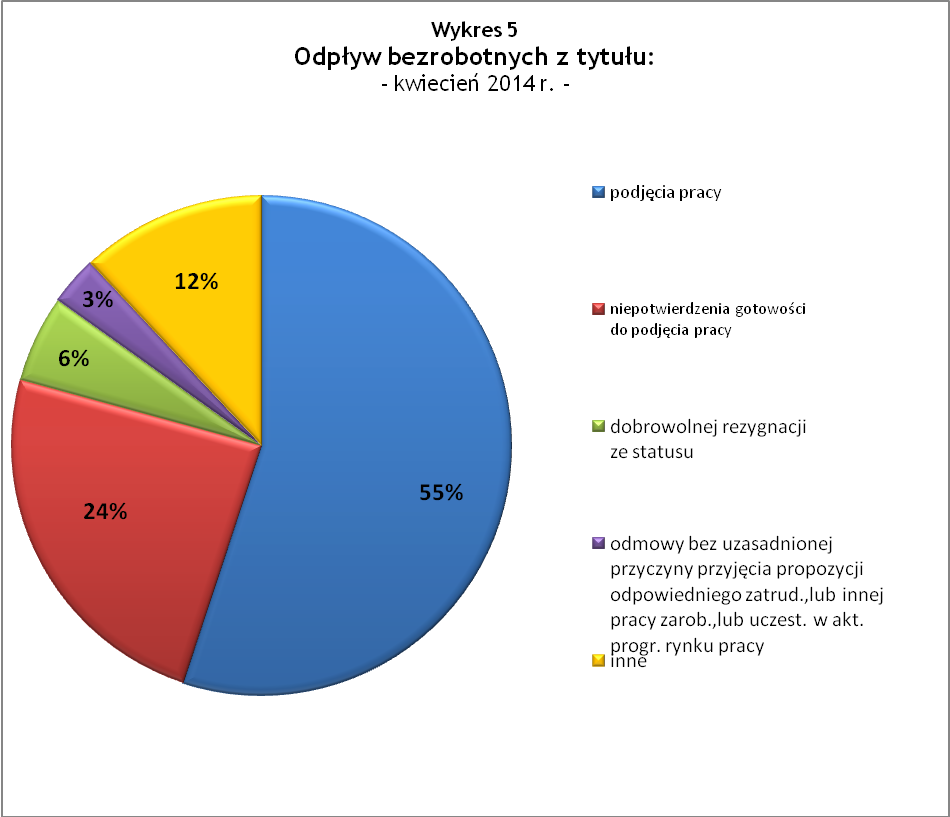 Wykres 5
Odpływ bezrobotnych z tytułu:
- kwiecień 2014 r. -
podjęcia pracy
niepotwierdzenia gotowości
do podjęcia pracy
dobrowolnej rezygnacji
ze statusu
odmowy bez uzasadnionej
przyczyny przyjęcia propozycji
odpowiedniego zatrud.,lub innej
pracy zarob.,lub uczest. w akt.
progr. rynku pracy
inne
12%
3%
6%
24%
55%